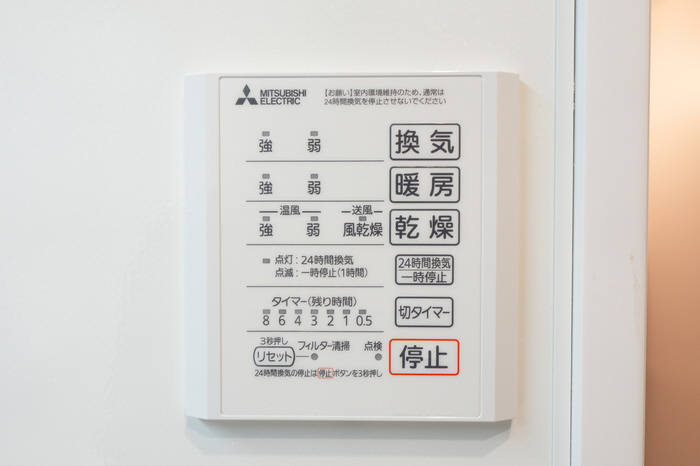 MITSUBISHI
ELECTRIC
【お願い】室内環境維持のため、通常は
24時間換気を停止させないでください
強 弱 換気
強 弱 暖房
温風 送風
強 弱 風乾燥 乾燥
点灯：24時間換気
点滅：一時停止(1時間)
24時間換気
一時停止
タイマー(残り時間)
8 6 4 3 2 1 0.5
切タイマー
3秒押し
リセット フィルター清掃 点検
停止
24時間換気の停止は停止ボタンを3秒押し